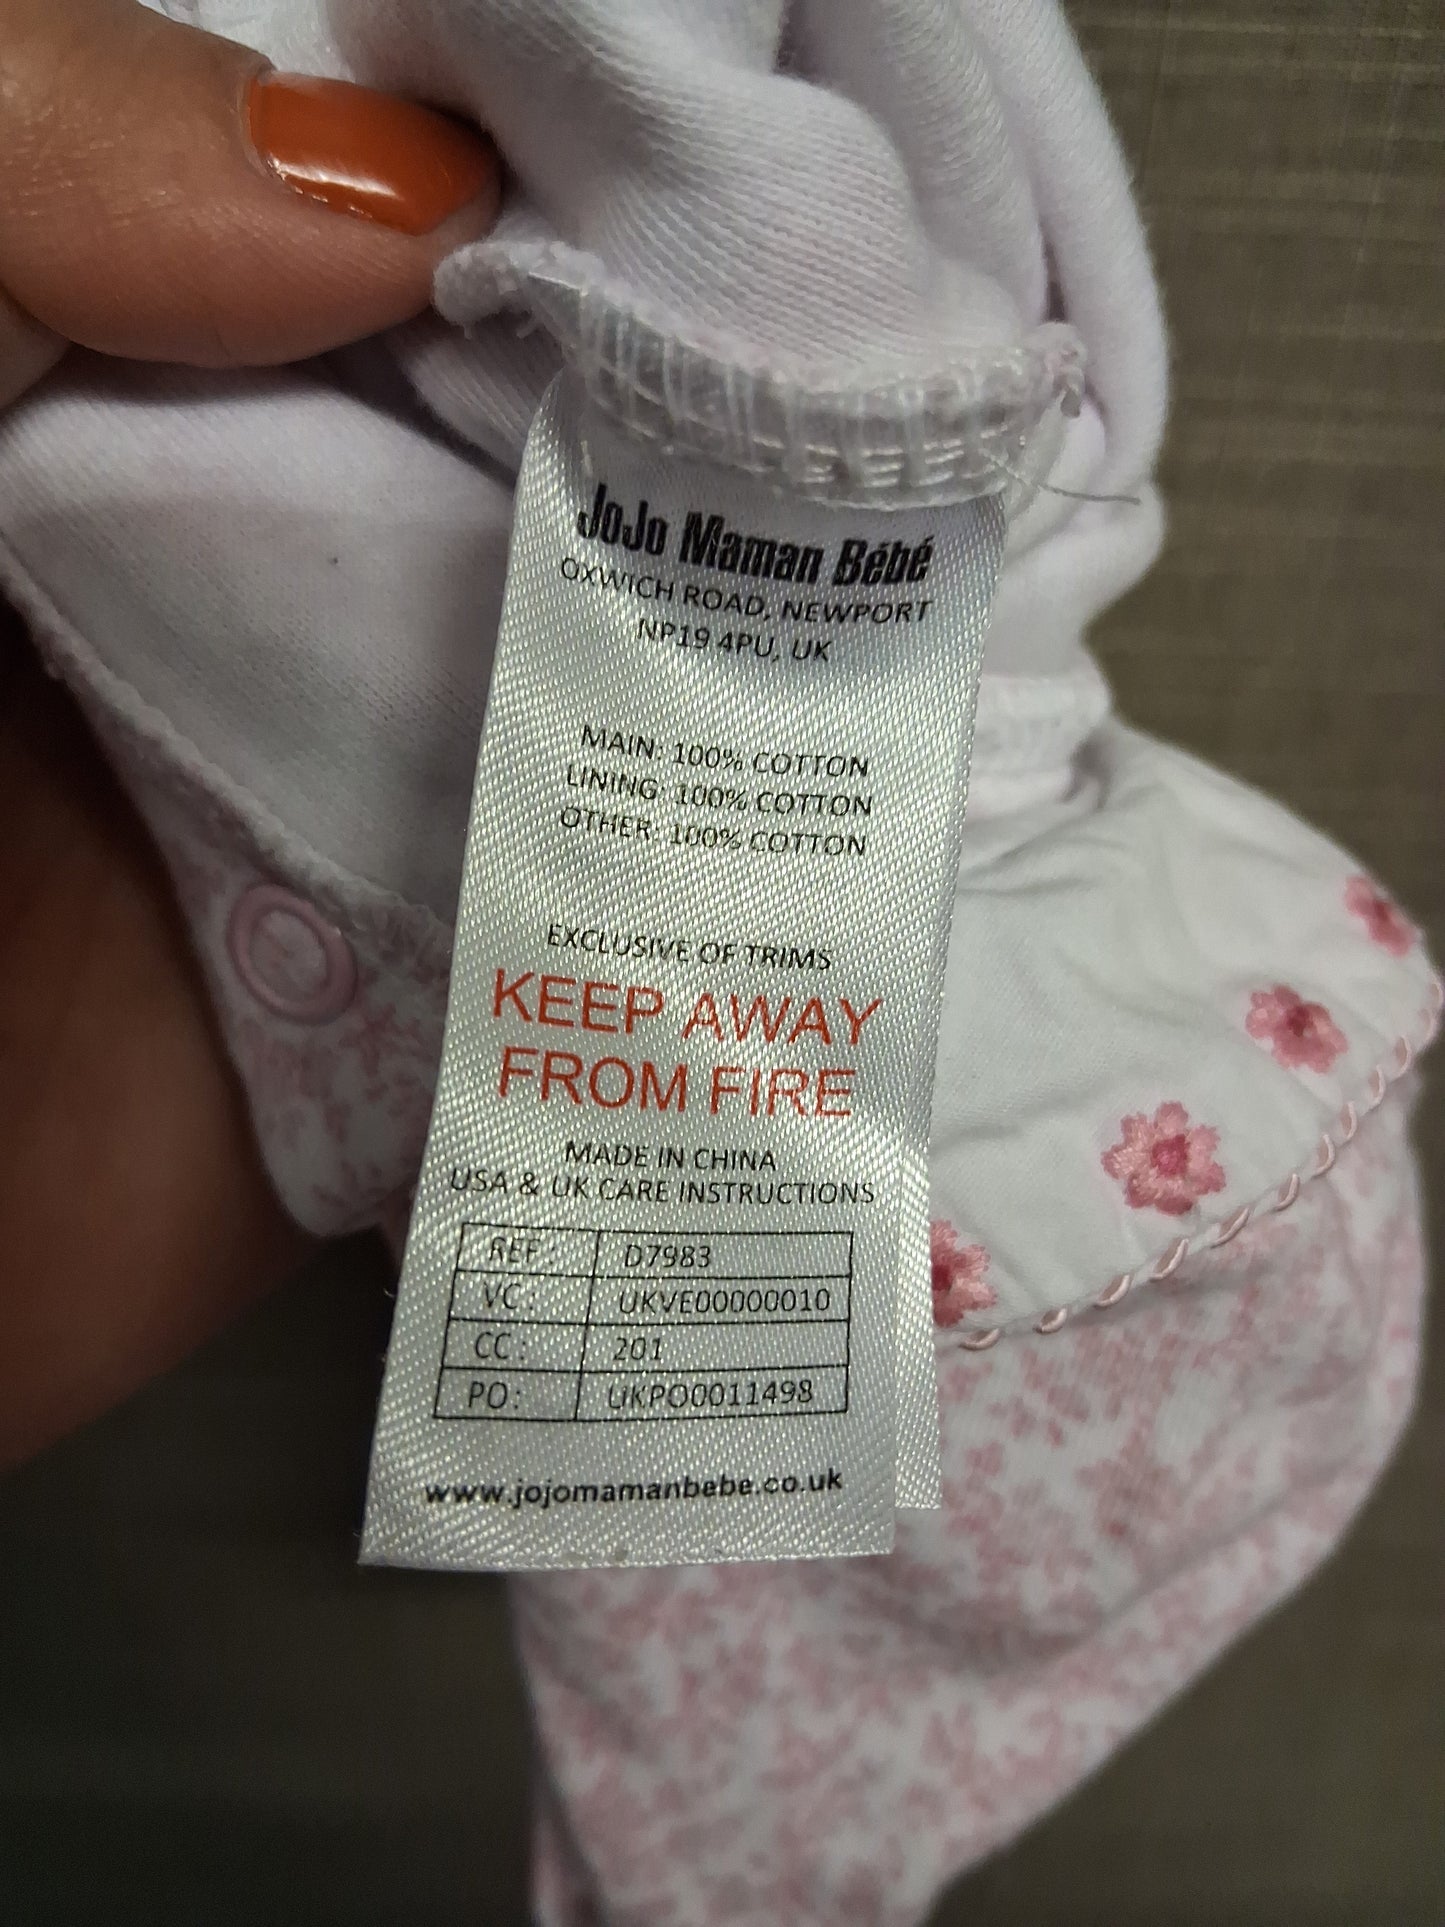 JoJo Maman Bébé
OXWICH ROAD, NEWPORT
NP19 4PU, UK
MAIN: 100% COTTON
LINING: 100% COTTON
OTHER: 100% COTTON
EXCLUSIVE OF TRIMS
KEEP AWAY
FROM FIRE
MADE IN CHINA
USA & UK CARE INSTRUCTIONS
REF: D7983
VC: UKVE00000010
CC: 201
PO: UKPO0011498
www.jojomamanbebe.co.uk